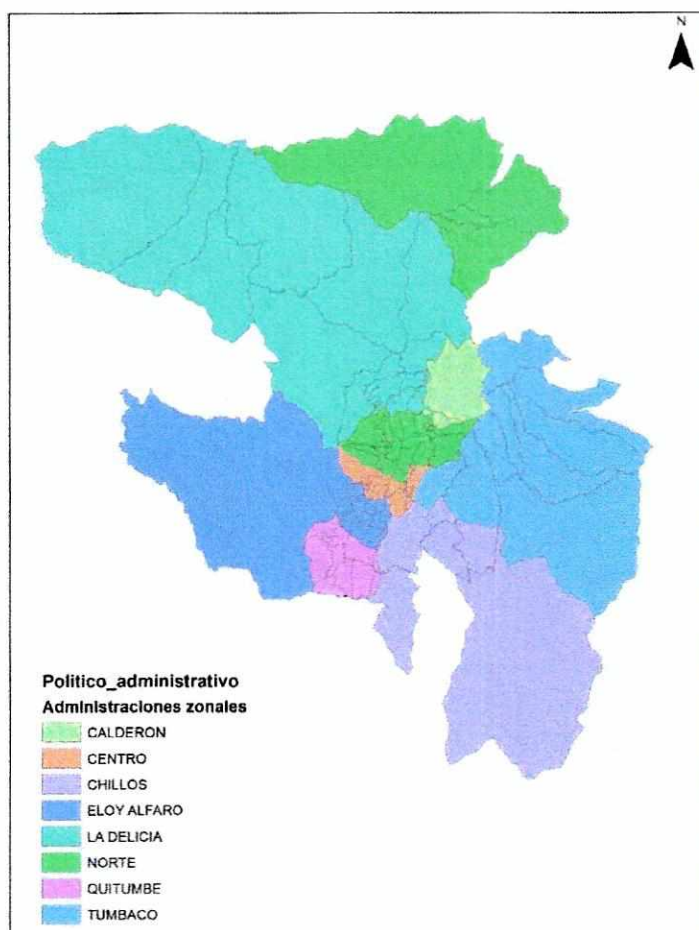 N
Politico_administrativo
Administraciones zonales
CALDERON
CENTRO
CHILLOS
ELOY ALFARO
LA DELICIA
NORTE
QUITUMBE
TUMBACO